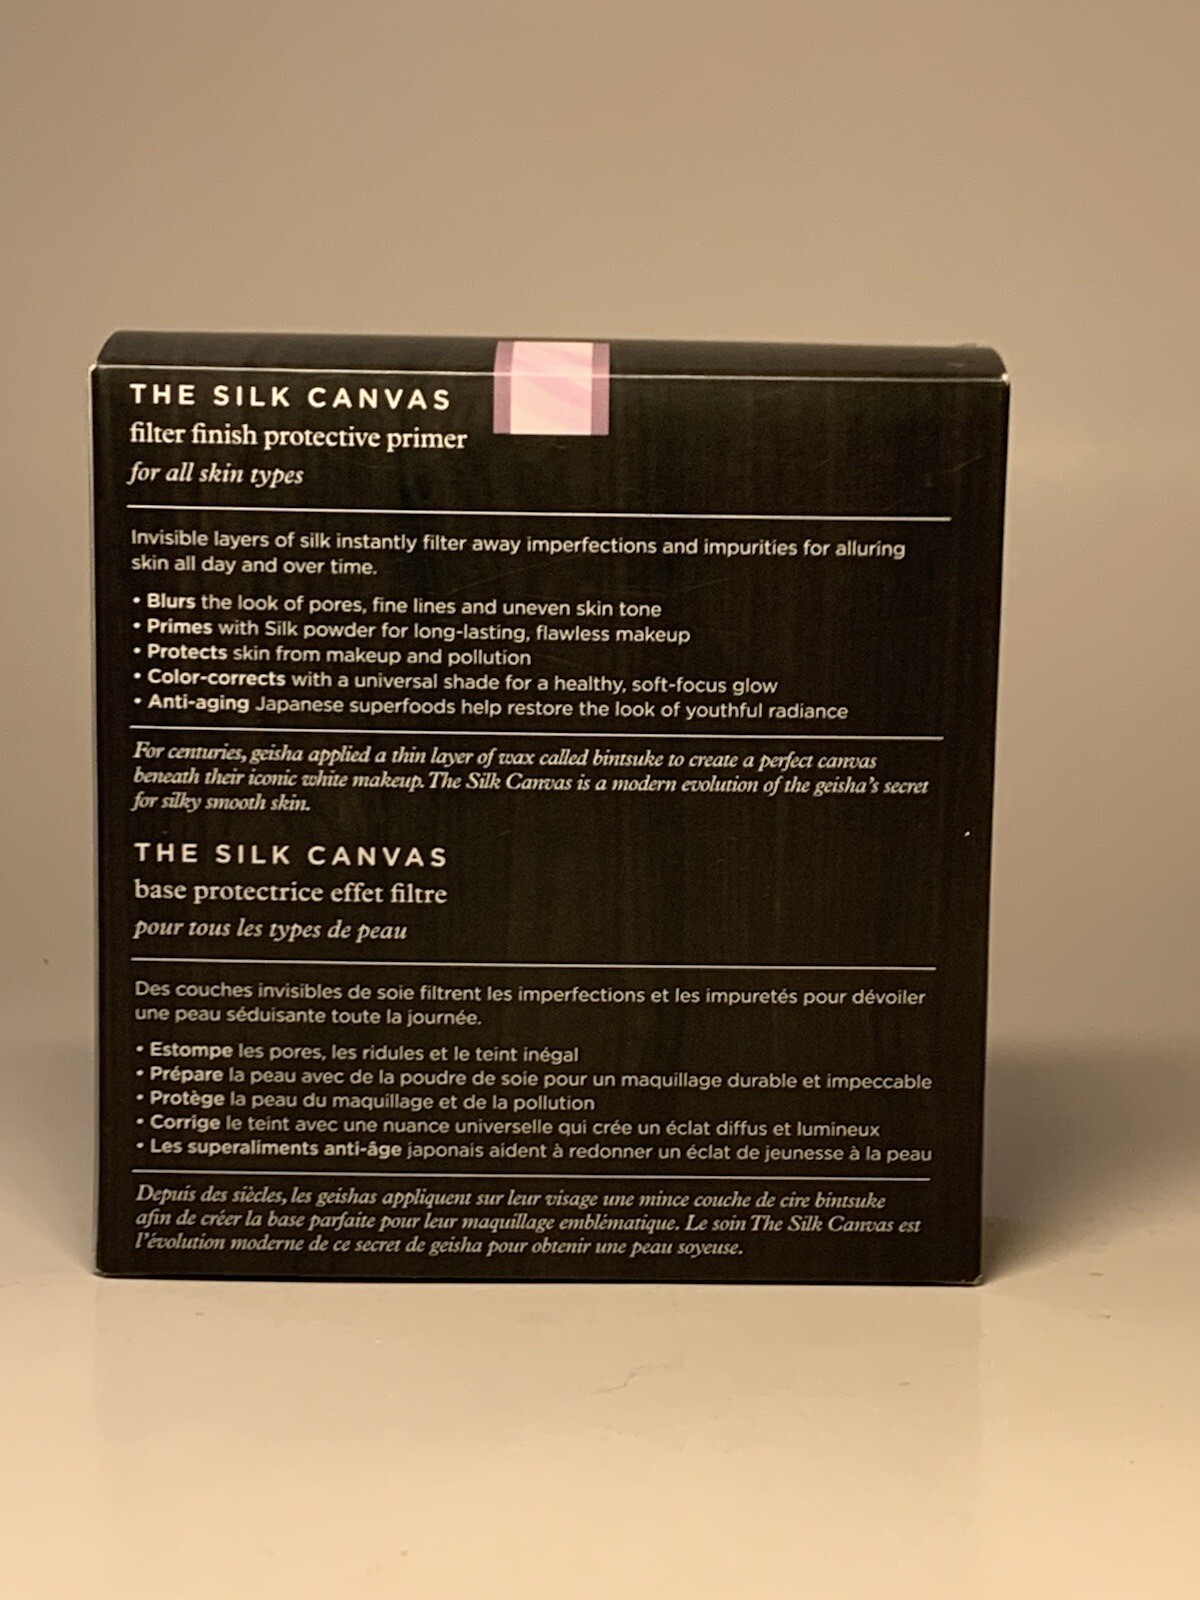 THE SILK CANVAS
filter finish protective primer
for all skin types
Invisible layers of silk instantly filter away imperfections and impurities for alluring
skin all day and over time.
• Blurs the look of pores, fine lines and uneven skin tone
• Primes with Silk powder for long-lasting, flawless makeup
• Protects skin from makeup and pollution
• Color-corrects with a universal shade for a healthy, soft-focus glow
• Anti-aging Japanese superfoods help restore the look of youthful radiance
For centuries, geisha applied a thin layer of wax called bintsuke to create a perfect canvas
beneath their iconic white makeup. The Silk Canvas is a modern evolution of the geisha's secret
for silky smooth skin.
THE SILK CANVAS
base protectrice effet filtre
pour tous les types de peau
Des couches invisibles de soie filtrent les imperfections et les impuretés pour dévoiler
une peau séduisante toute la journée.
• Estompe les pores, les ridules et le teint inégal
• Prépare la peau avec de la poudre de soie pour un maquillage durable et impeccable
• Protège la peau du maquillage et de la pollution
• Corrige le teint avec une nuance universelle qui crée un éclat diffus et lumineux
• Les superaliments anti-âge japonais aident à redonner un éclat de jeunesse à la peau
Depuis des siècles, les geishas appliquent sur leur visage une mince couche de cire bintsuke
afin de créer la base parfaite pour leur maquillage emblématique. Le soin The Silk Canvas est
l'évolution moderne de ce secret de geisha pour obtenir une peau soyeuse.